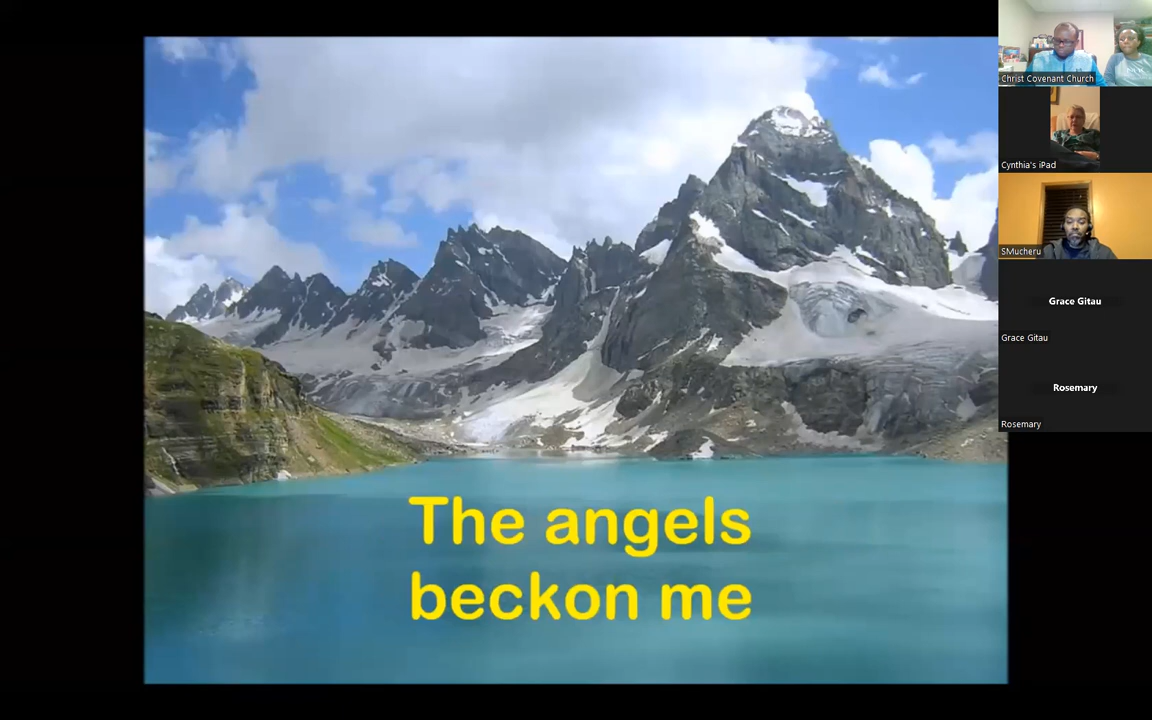 The angels
beckon me
Christ Covenant Church
Cynthia's iPad
SMucheru
Grace Gitau
Grace Gitau
Rosemary
Rosemary